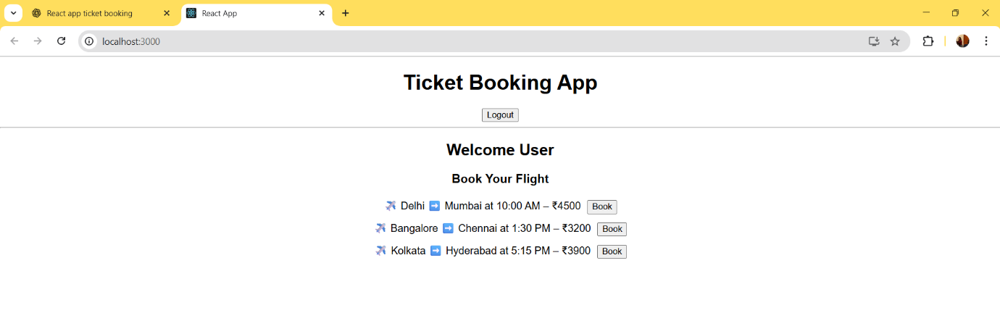 React app ticket booking
React App
localhost:3000
Ticket Booking App
Logout
Welcome User
Book Your Flight
✈️ Delhi ➡️ Mumbai at 10:00 AM – ₹4500 Book
✈️ Bangalore ➡️ Chennai at 1:30 PM – ₹3200 Book
✈️ Kolkata ➡️ Hyderabad at 5:15 PM – ₹3900 Book